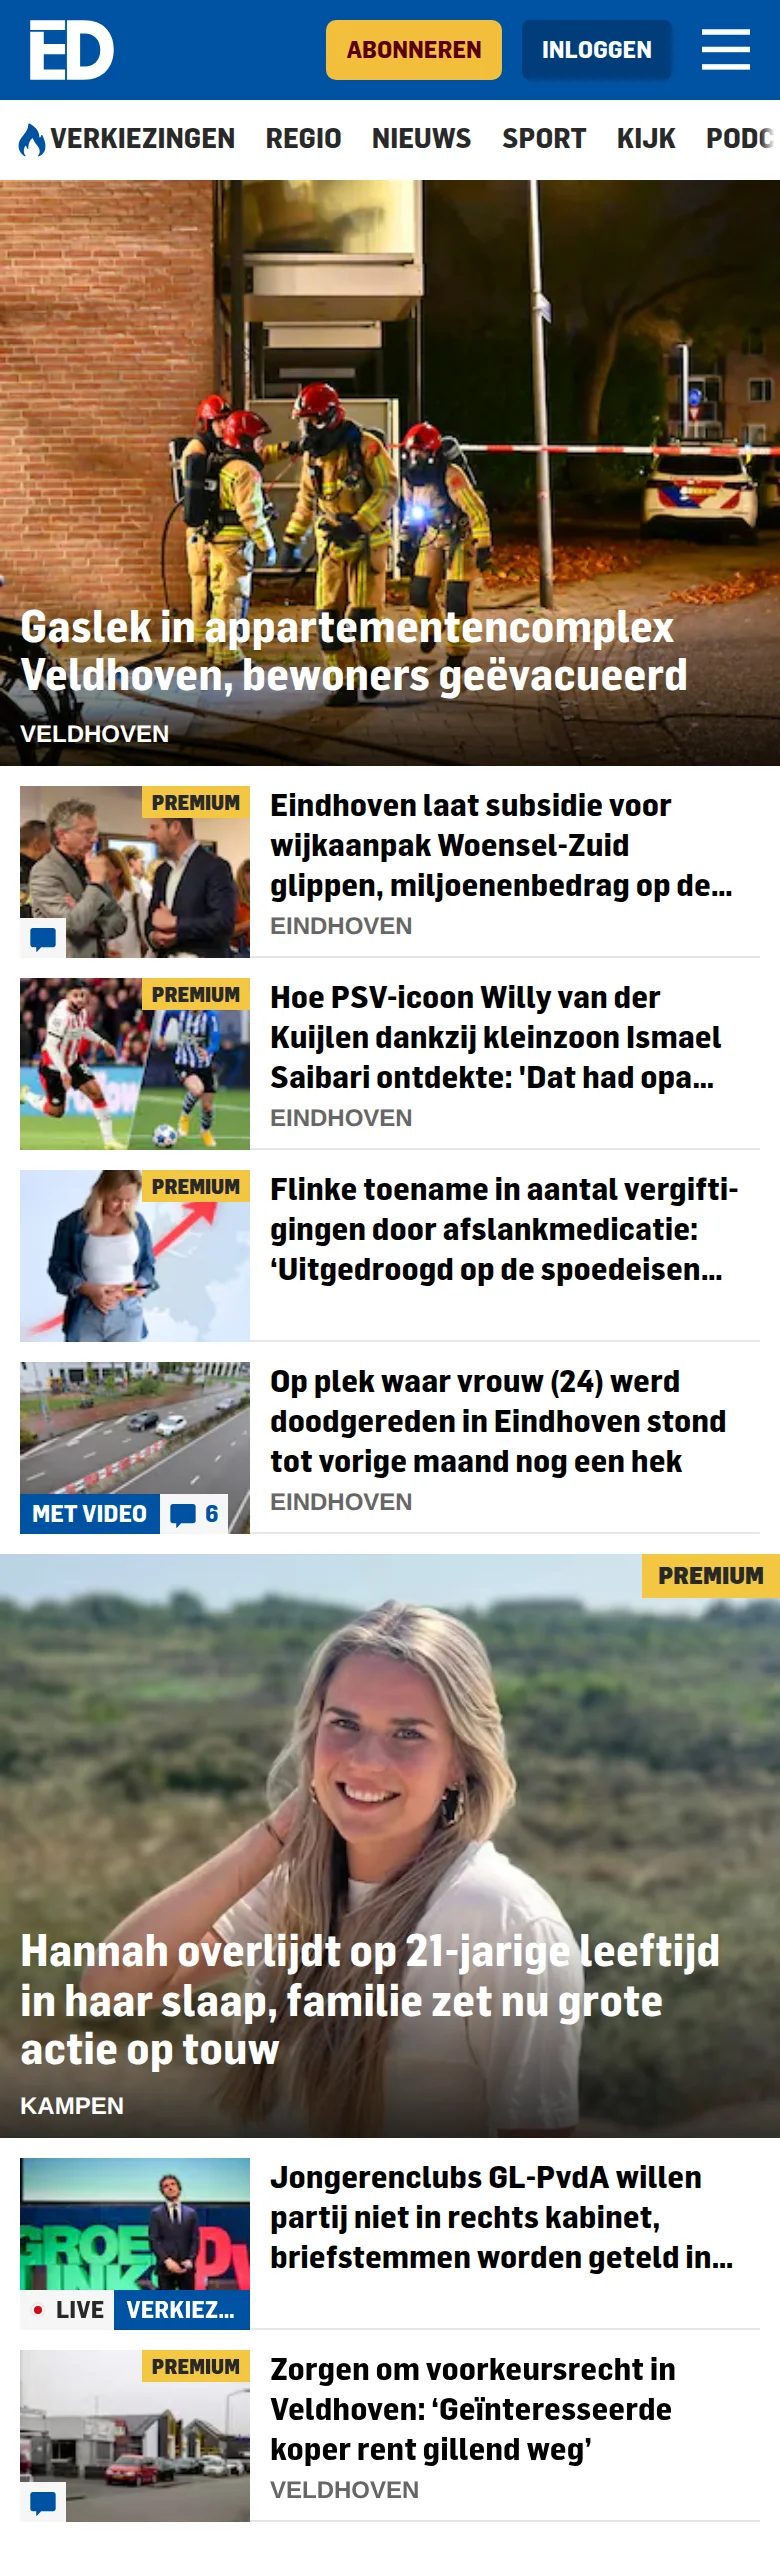 ED
ABONNEREN
INLOGGEN
VERKIEZINGEN REGIO NIEUWS SPORT KIJK PODC
Gaslek in appartementencomplex
Veldhoven, bewoners geëvacueerd
VELDHOVEN
PREMIUM
Eindhoven laat subsidie voor
wijkaanpak Woensel-Zuid
glippen, miljoenenbedrag op de...
EINDHOVEN
PREMIUM
Hoe PSV-icoon Willy van der
Kuijlen dankzij kleinzoon Ismael
Saibari ontdekte: 'Dat had opa...
EINDHOVEN
PREMIUM
Flinke toename in aantal vergifti-
gingen door afslankmedicatie:
‘Uitgedroogd op de spoedeisen...
Op plek waar vrouw (24) werd
doodgereden in Eindhoven stond
tot vorige maand nog een hek
EINDHOVEN
MET VIDEO 6
PREMIUM
Hannah overlijdt op 21-jarige leeftijd
in haar slaap, familie zet nu grote
actie op touw
KAMPEN
GROE
LINK
PV
LIVE VERKIEZ...
Jongerenclubs GL-PvdA willen
partij niet in rechts kabinet,
briefstemmen worden geteld in...
PREMIUM
Zorgen om voorkeursrecht in
Veldhoven: ‘Geïnteresseerde
koper rent gillend weg’
VELDHOVEN